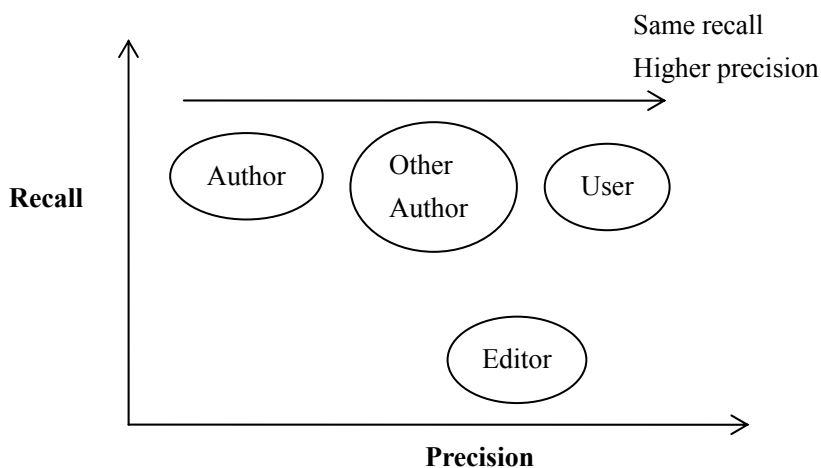 Same recall
Higher precision
Author
Other
Author
User
Recall
Editor
Precision